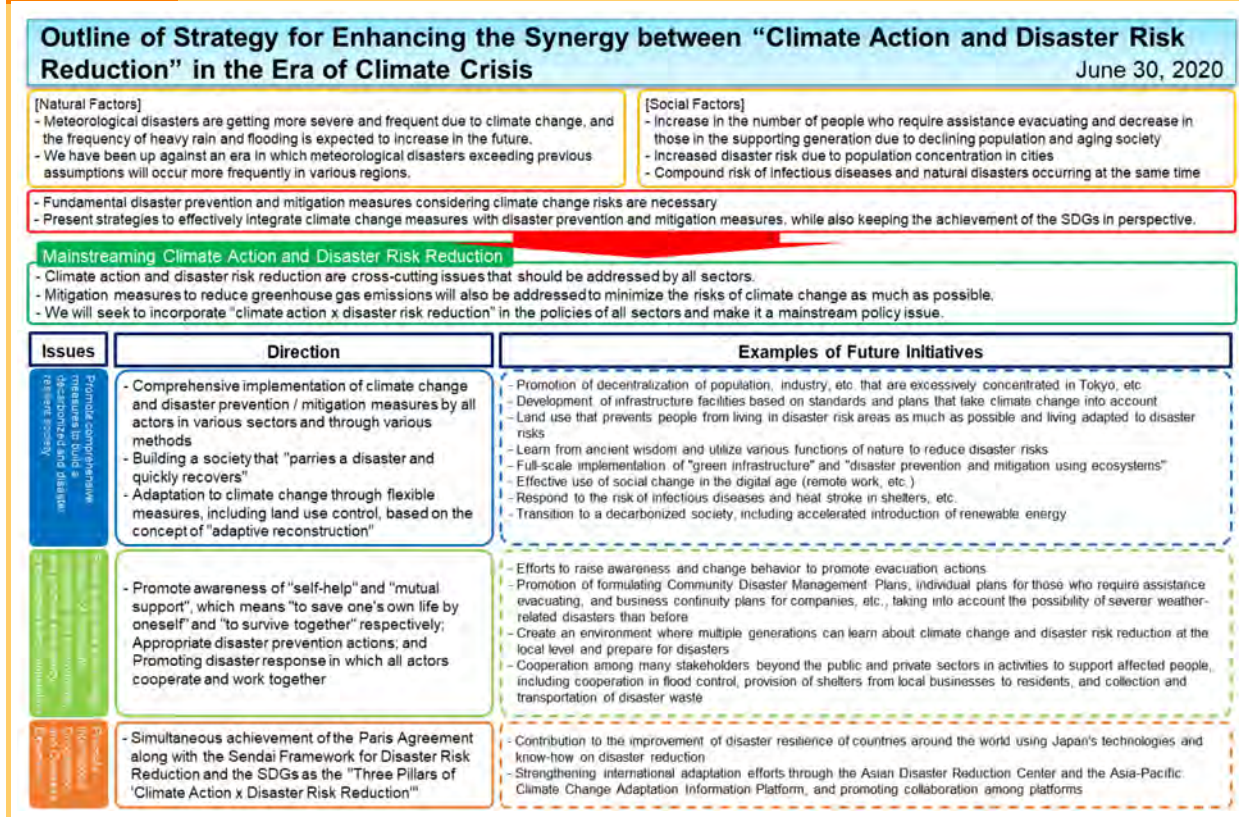 Outline of Strategy for Enhancing the Synergy between “Climate Action and Disaster Risk
Reduction” in the Era of Climate Crisis
June 30, 2020
[Natural Factors]
- Meteorological disasters are getting more severe and frequent due to climate change, and
the frequency of heavy rain and flooding is expected to increase in the future.
- We have been up against an era in which meteorological disasters exceeding previous
assumptions will occur more frequently in various regions.
[Social Factors]
- Increase in the number of people who require assistance evacuating and decrease in
those in the supporting generation due to declining population and aging society
- Increased disaster risk due to population concentration in cities
- Compound risk of infectious diseases and natural disasters occurring at the same time
- Fundamental disaster prevention and mitigation measures considering climate change risks are necessary
- Present strategies to effectively integrate climate change measures with disaster prevention and mitigation measures, while also keeping the achievement of the SDGs in perspective.
Mainstreaming Climate Action and Disaster Risk Reduction
- Climate action and disaster risk reduction are cross-cutting issues that should be addressed by all sectors.
- Mitigation measures to reduce greenhouse gas emissions will also be addressed to minimize the risks of climate change as much as possible.
- We will seek to incorporate "climate action x disaster risk reduction" in the policies of all sectors and make it a mainstream policy issue.
Issues
Direction
Examples of Future Initiatives
Promote comprehensive
measures to build a
decarbonized and disaster
resilient society
- Comprehensive implementation of climate change
and disaster prevention / mitigation measures by all
actors in various sectors and through various
methods
- Building a society that "parries a disaster and
quickly recovers"
- Adaptation to climate change through flexible
measures, including land use control, based on the
concept of "adaptive reconstruction"
- Promotion of decentralization of population, industry, etc. that are excessively concentrated in Tokyo, etc
- Development of infrastructure facilities based on standards and plans that take climate change into account
- Land use that prevents people from living in disaster risk areas as much as possible and living adapted to disaster
risks
- Learn from ancient wisdom and utilize various functions of nature to reduce disaster risks
- Full-scale implementation of "green infrastructure" and "disaster prevention and mitigation using ecosystems"
- Effective use of social change in the digital age (remote work, etc.)
- Respond to the risk of infectious diseases and heat stroke in shelters, etc.
- Transition to a decarbonized society, including accelerated introduction of renewable energy
- Promote awareness of "self-help" and "mutual
support", which means "to save one's own life by
oneself" and "to survive together" respectively;
Appropriate disaster prevention actions; and
Promoting disaster response in which all actors
cooperate and work together
- Efforts to raise awareness and change behavior to promote evacuation actions
- Promotion of formulating Community Disaster Management Plans, individual plans for those who require assistance
evacuating, and business continuity plans for companies, etc., taking into account the possibility of severer weather-
related disasters than before
- Create an environment where multiple generations can learn about climate change and disaster risk reduction at the
local level and prepare for disasters
- Cooperation among many stakeholders beyond the public and private sectors in activities to support affected people,
including cooperation in flood control, provision of shelters from local businesses to residents, and collection and
transportation of disaster waste
- Simultaneous achievement of the Paris Agreement
along with the Sendai Framework for Disaster Risk
Reduction and the SDGs as the "Three Pillars of
'Climate Action x Disaster Risk Reduction'"
- Contribution to the improvement of disaster resilience of countries around the world using Japan's technologies and
know-how on disaster reduction
- Strengthening international adaptation efforts through the Asian Disaster Reduction Center and the Asia-Pacific
Climate Change Adaptation Information Platform, and promoting collaboration among platforms